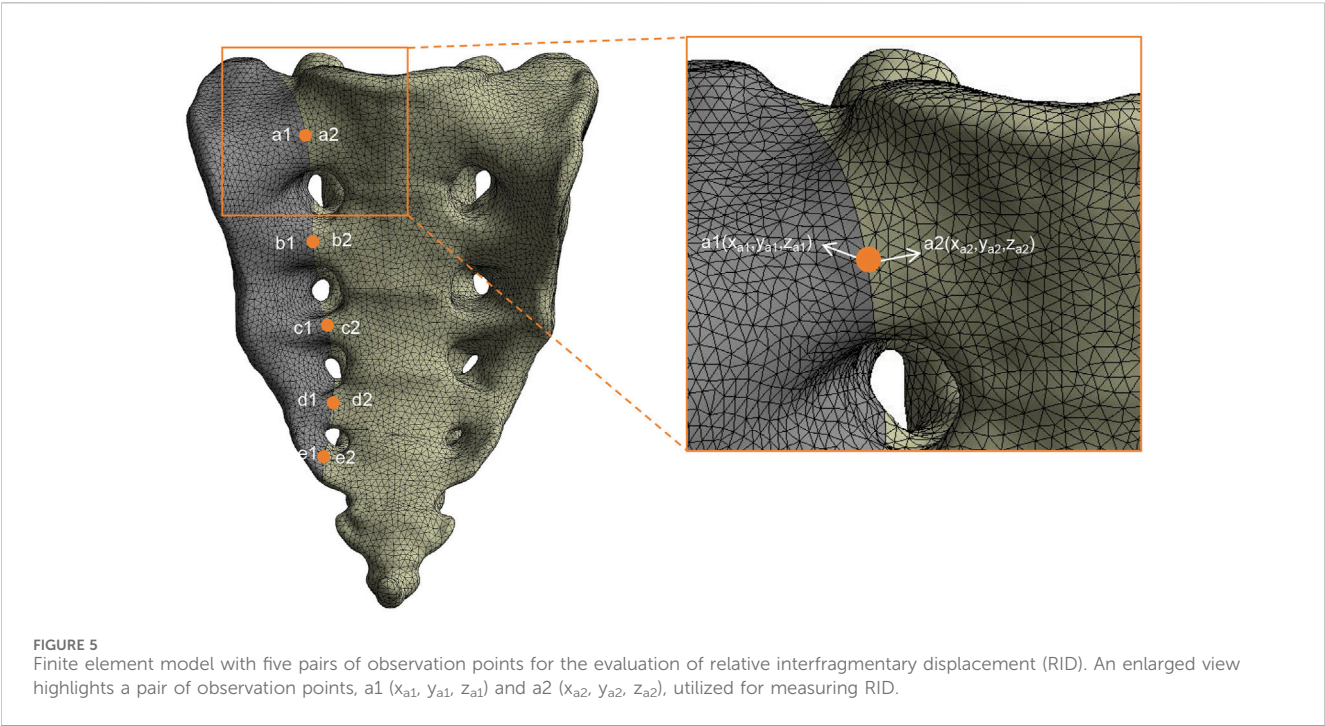 a1 a2
b1 b2
c1 c2
d1 d2
e1 e2
a1(xa1,ya1,za1) a2(xa2,ya2,za2)
FIGURE 5
Finite element model with five pairs of observation points for the evaluation of relative interfragmentary displacement (RID). An enlarged view
highlights a pair of observation points, a1 (xa1, ya1, za1) and a2 (xa2, ya2, za2), utilized for measuring RID.